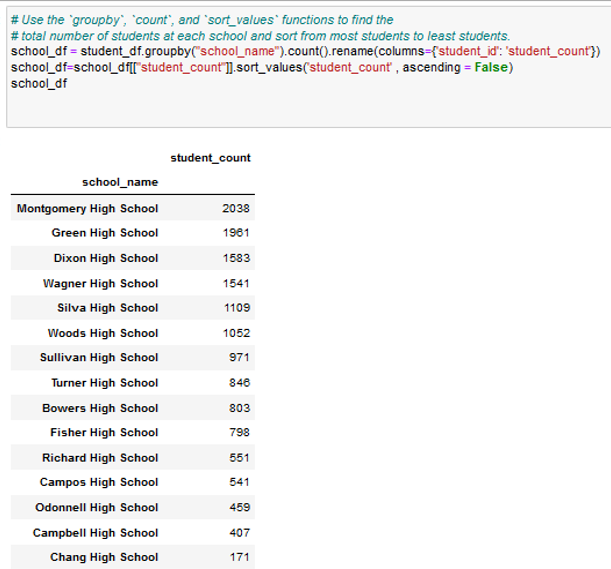 # Use the `groupby`, `count`, and `sort_values` functions to find the
# total number of students at each school and sort from most students to least students.
school_df = student_df.groupby("school_name").count().rename(columns={'student_id': 'student_count'})
school_df=school_df[["student_count"]].sort_values('student_count' , ascending = False)
school_df
student_count
school_name
Montgomery High School 2038
Green High School 1961
Dixon High School 1583
Wagner High School 1541
Silva High School 1109
Woods High School 1052
Sullivan High School 971
Turner High School 846
Bowers High School 803
Fisher High School 798
Richard High School 551
Campos High School 541
Odonnell High School 459
Campbell High School 407
Chang High School 171